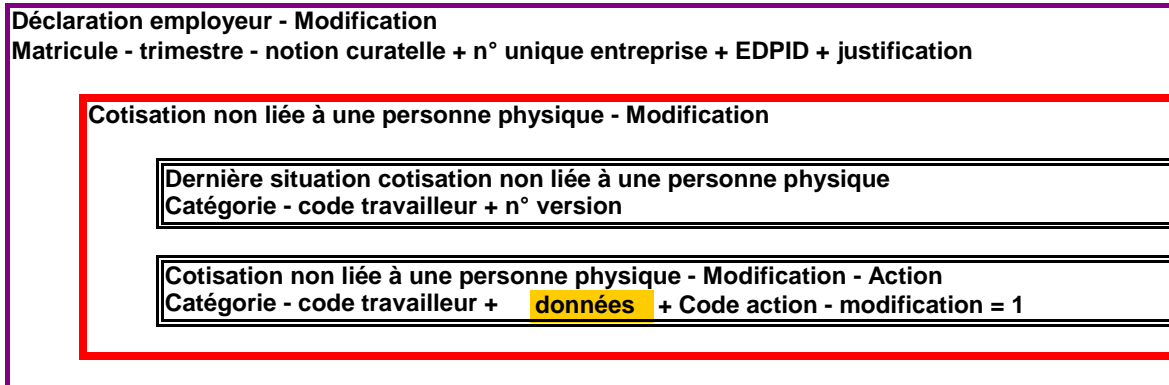 Déclaration employeur - Modification
Matricule - trimestre - notion curatelle + n° unique entreprise + EDPID + justification
Cotisation non liée à une personne physique - Modification
Dernière situation cotisation non liée à une personne physique
Catégorie - code travailleur + n° version
Cotisation non liée à une personne physique - Modification - Action
Catégorie - code travailleur + données + Code action - modification = 1